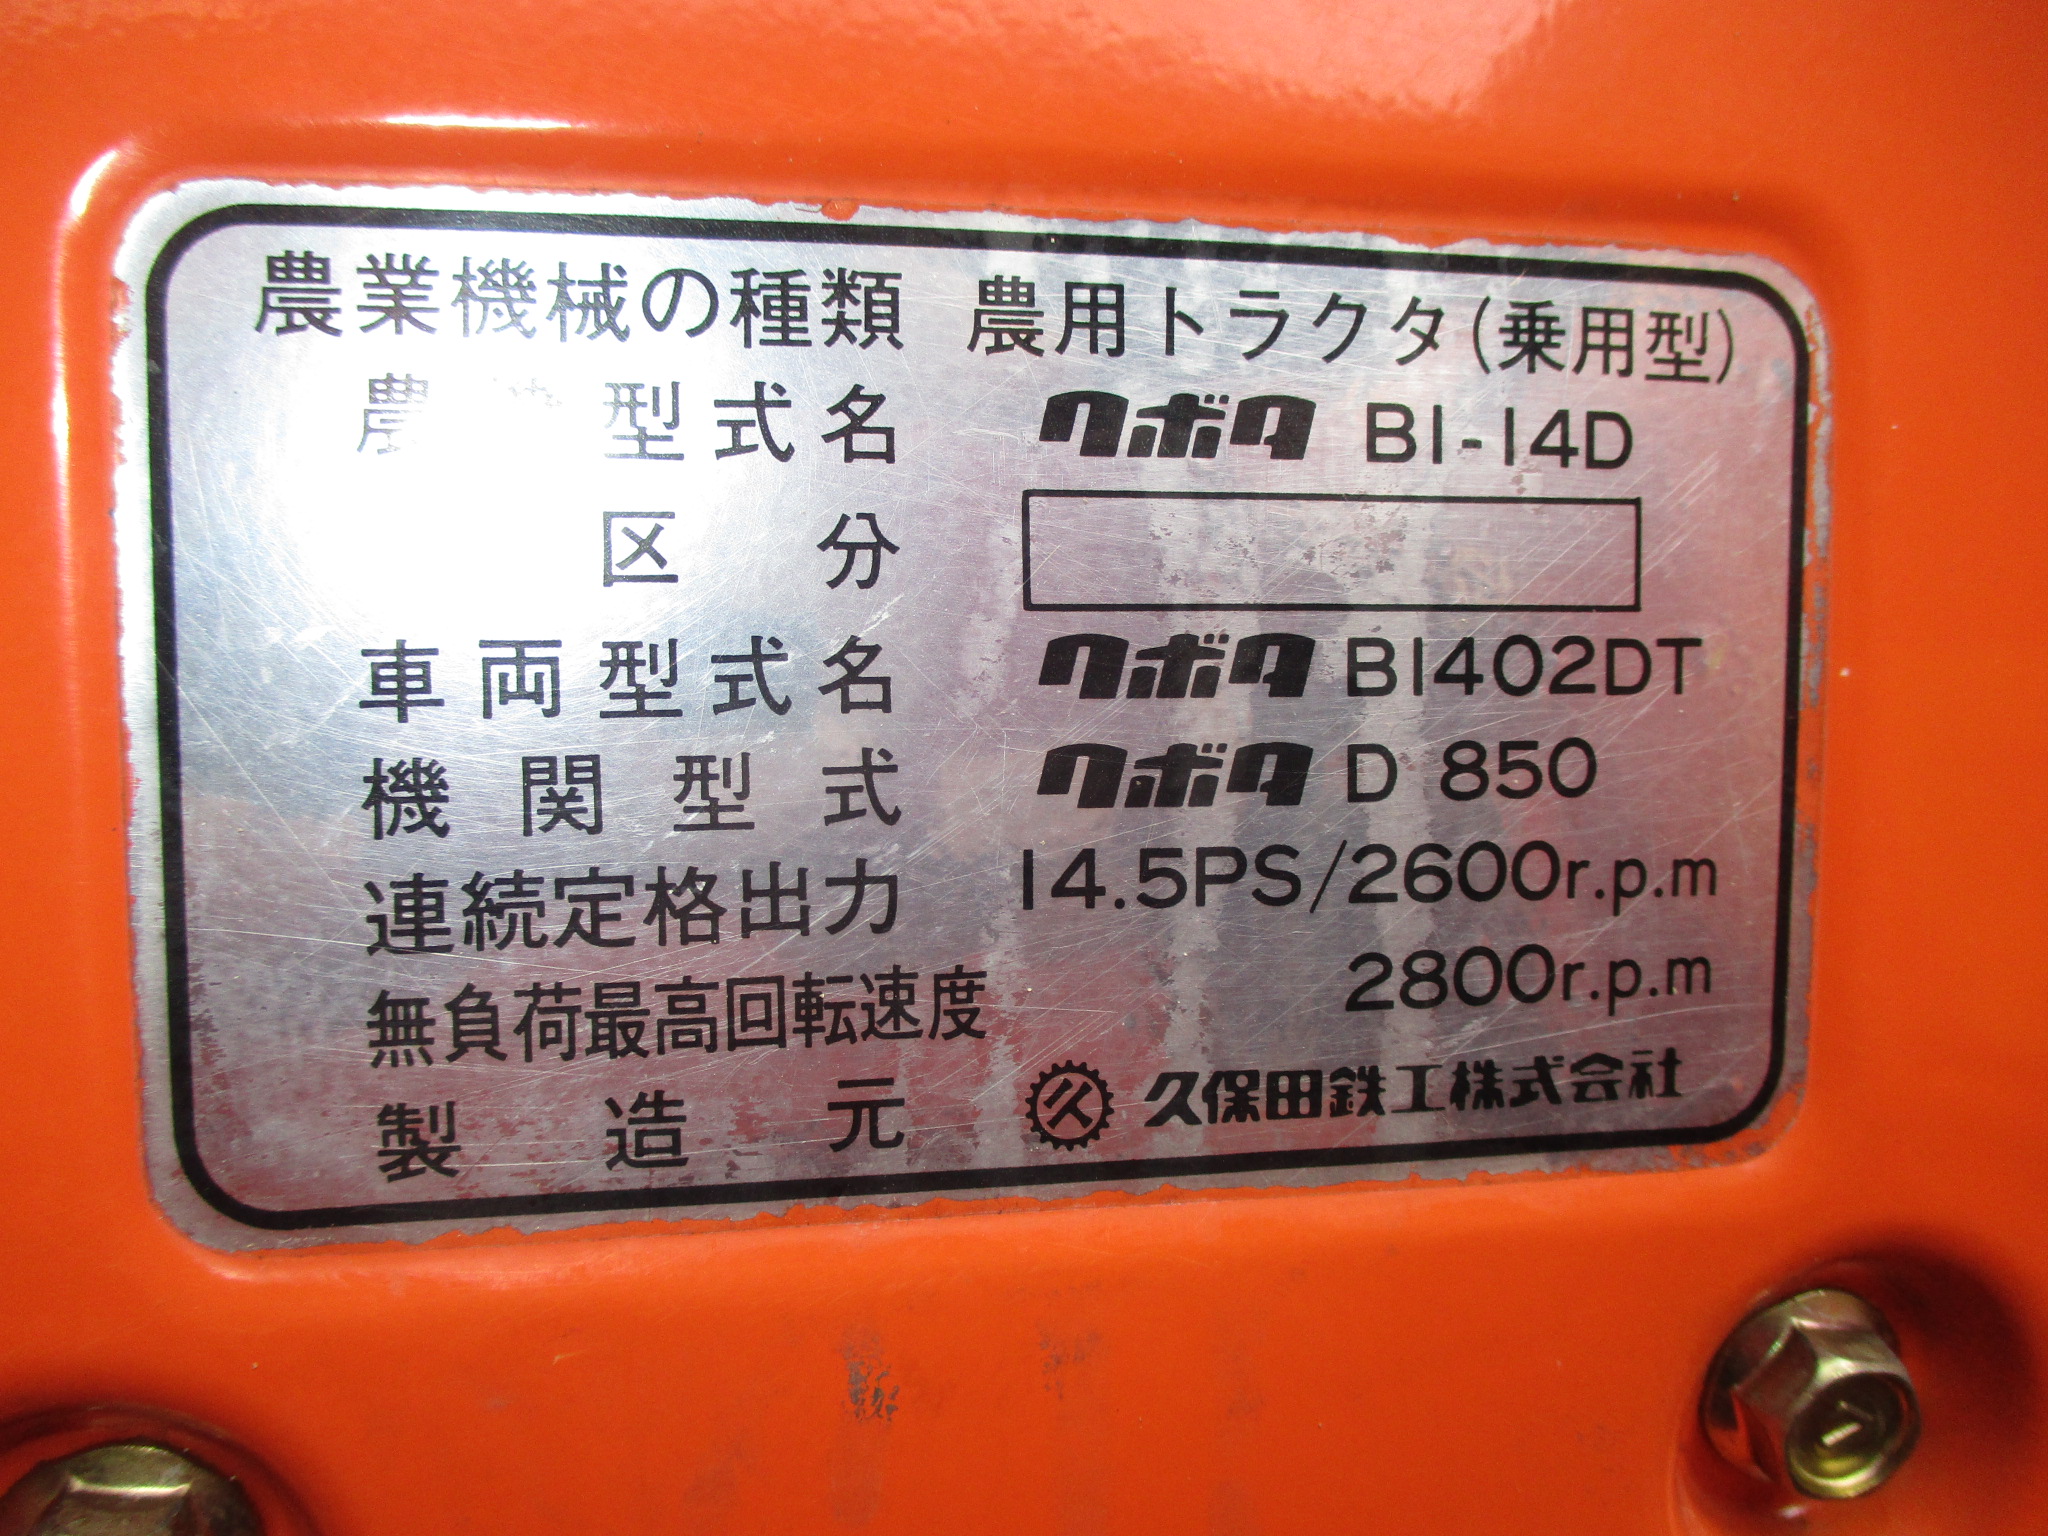 農業機械の種類 農用トラクタ(乗用型)
農 型式名 クボタ B1-14D
区分
車両型式名 クボタ B1402DT
機関型式 クボタ D 850
連続定格出力 14.5PS/2600r.p.m
無負荷最高回転速度 2800r.p.m
製造元 久 久保田鉄工株式会社
7